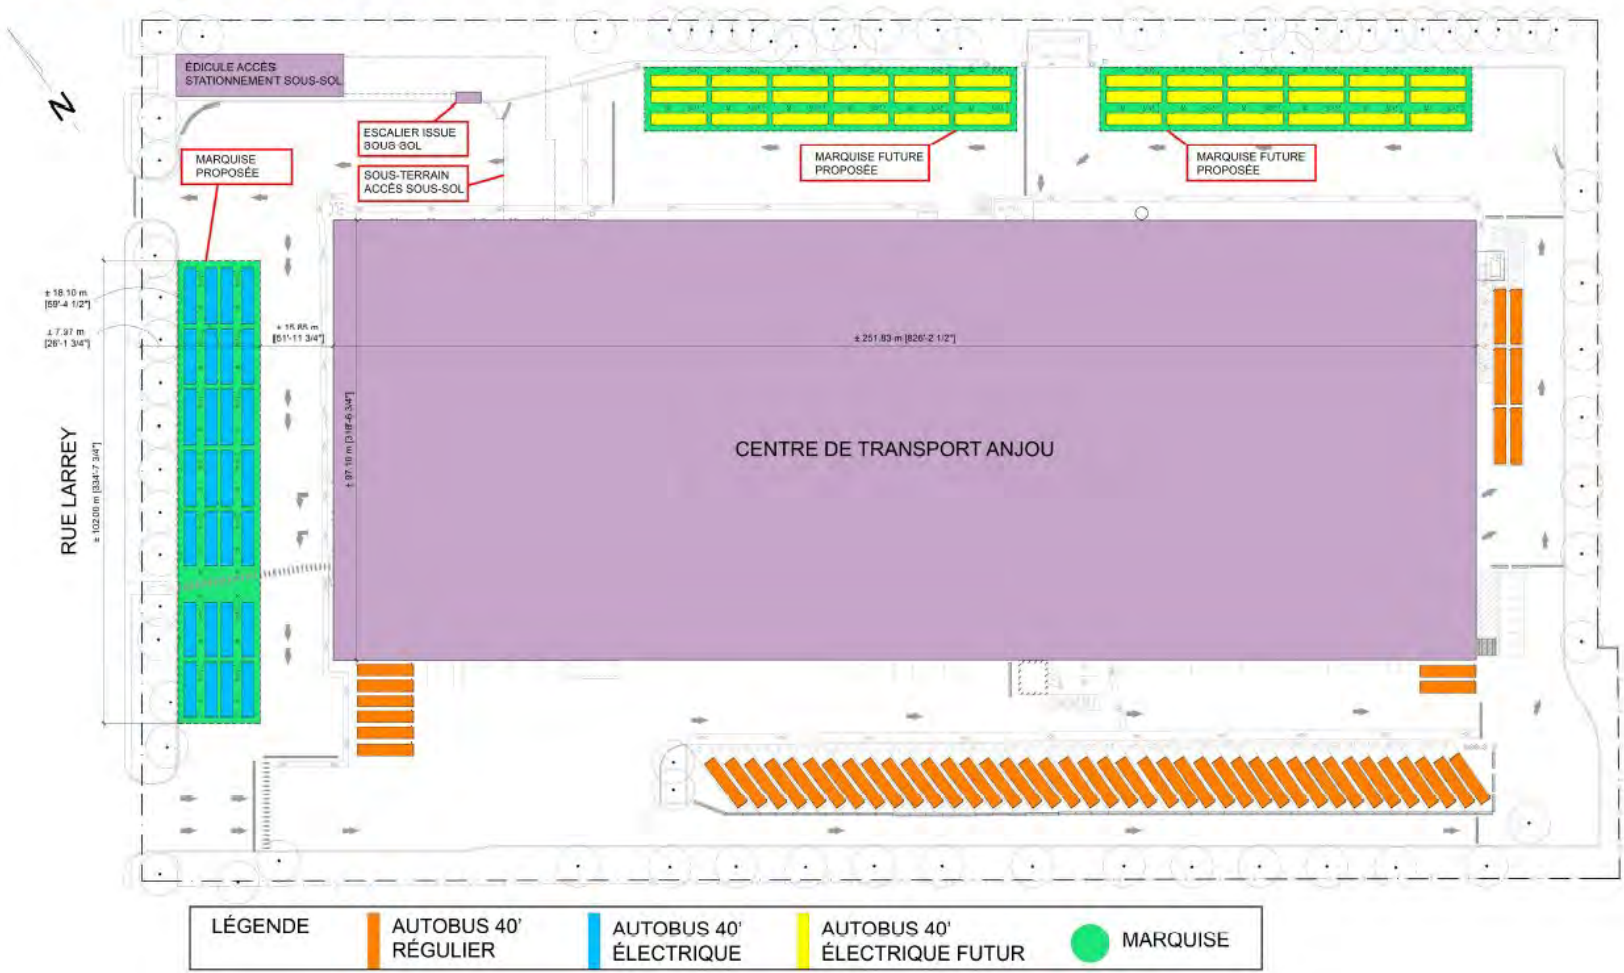 N
ÉDICULE ACCÈS
STATIONNEMENT SOUS-SOL
ESCALIER ISSUE
SOUS-SOL
SOUS-TERRAIN
ACCÈS SOUS-SOL
MARQUISE
PROPOSÉE
MARQUISE FUTURE
PROPOSÉE
MARQUISE FUTURE
PROPOSÉE
± 18.10 m
[59'-4 1/2"]
± 7.97 m
[26'-1 3/4"]
± 15.85 m
[51'-11 3/4"]
± 251.83 m [826'-2 1/2"]
± 97.10 m [318'-6 3/4"]
± 102.00 m [334'-7 3/4"]
RUE LARREY
CENTRE DE TRANSPORT ANJOU
LÉGENDE
AUTOBUS 40'
RÉGULIER
AUTOBUS 40'
ÉLECTRIQUE
AUTOBUS 40'
ÉLECTRIQUE FUTUR
MARQUISE